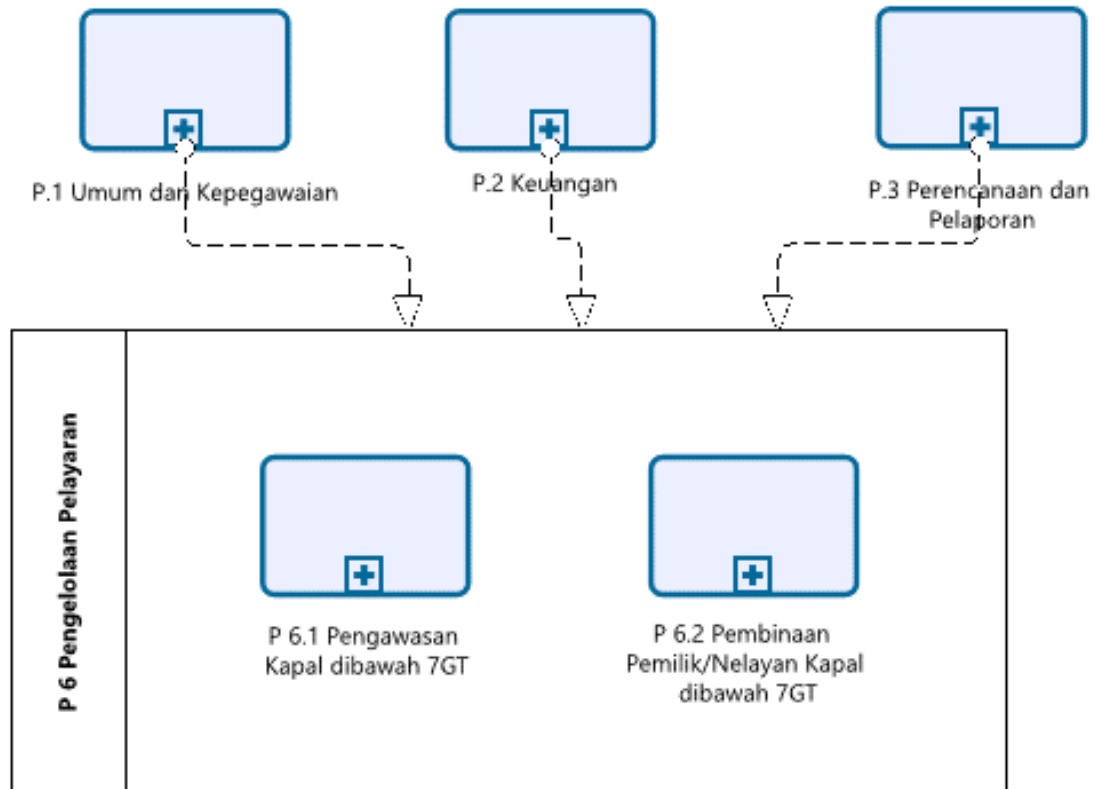 P.1 Umum dan Kepegawaian
P.2 Keuangan
P.3 Perencanaan dan
Pelaporan
P 6 Pengelolaan Pelayaran
P 6.1 Pengawasan
Kapal dibawah 7GT
P 6.2 Pembinaan
Pemilik/Nelayan Kapal
dibawah 7GT